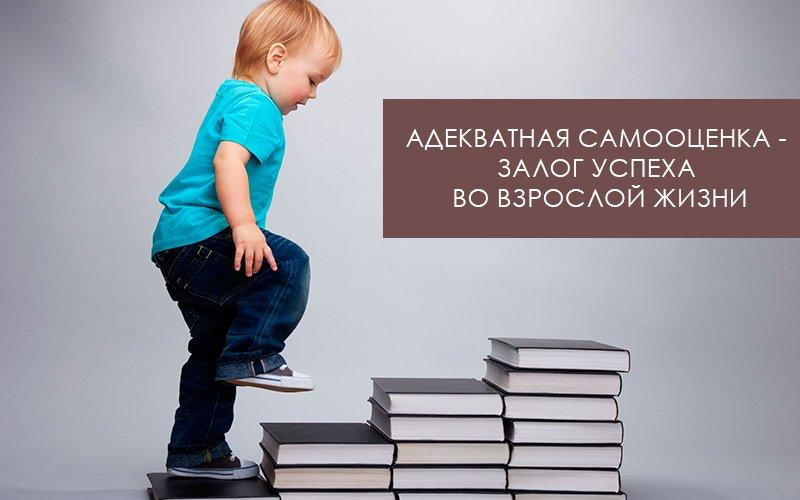 АДЕКВАТНАЯ САМООЦЕНКА -
ЗАЛОГ УСПЕХА
ВО ВЗРОСЛОЙ ЖИЗНИ